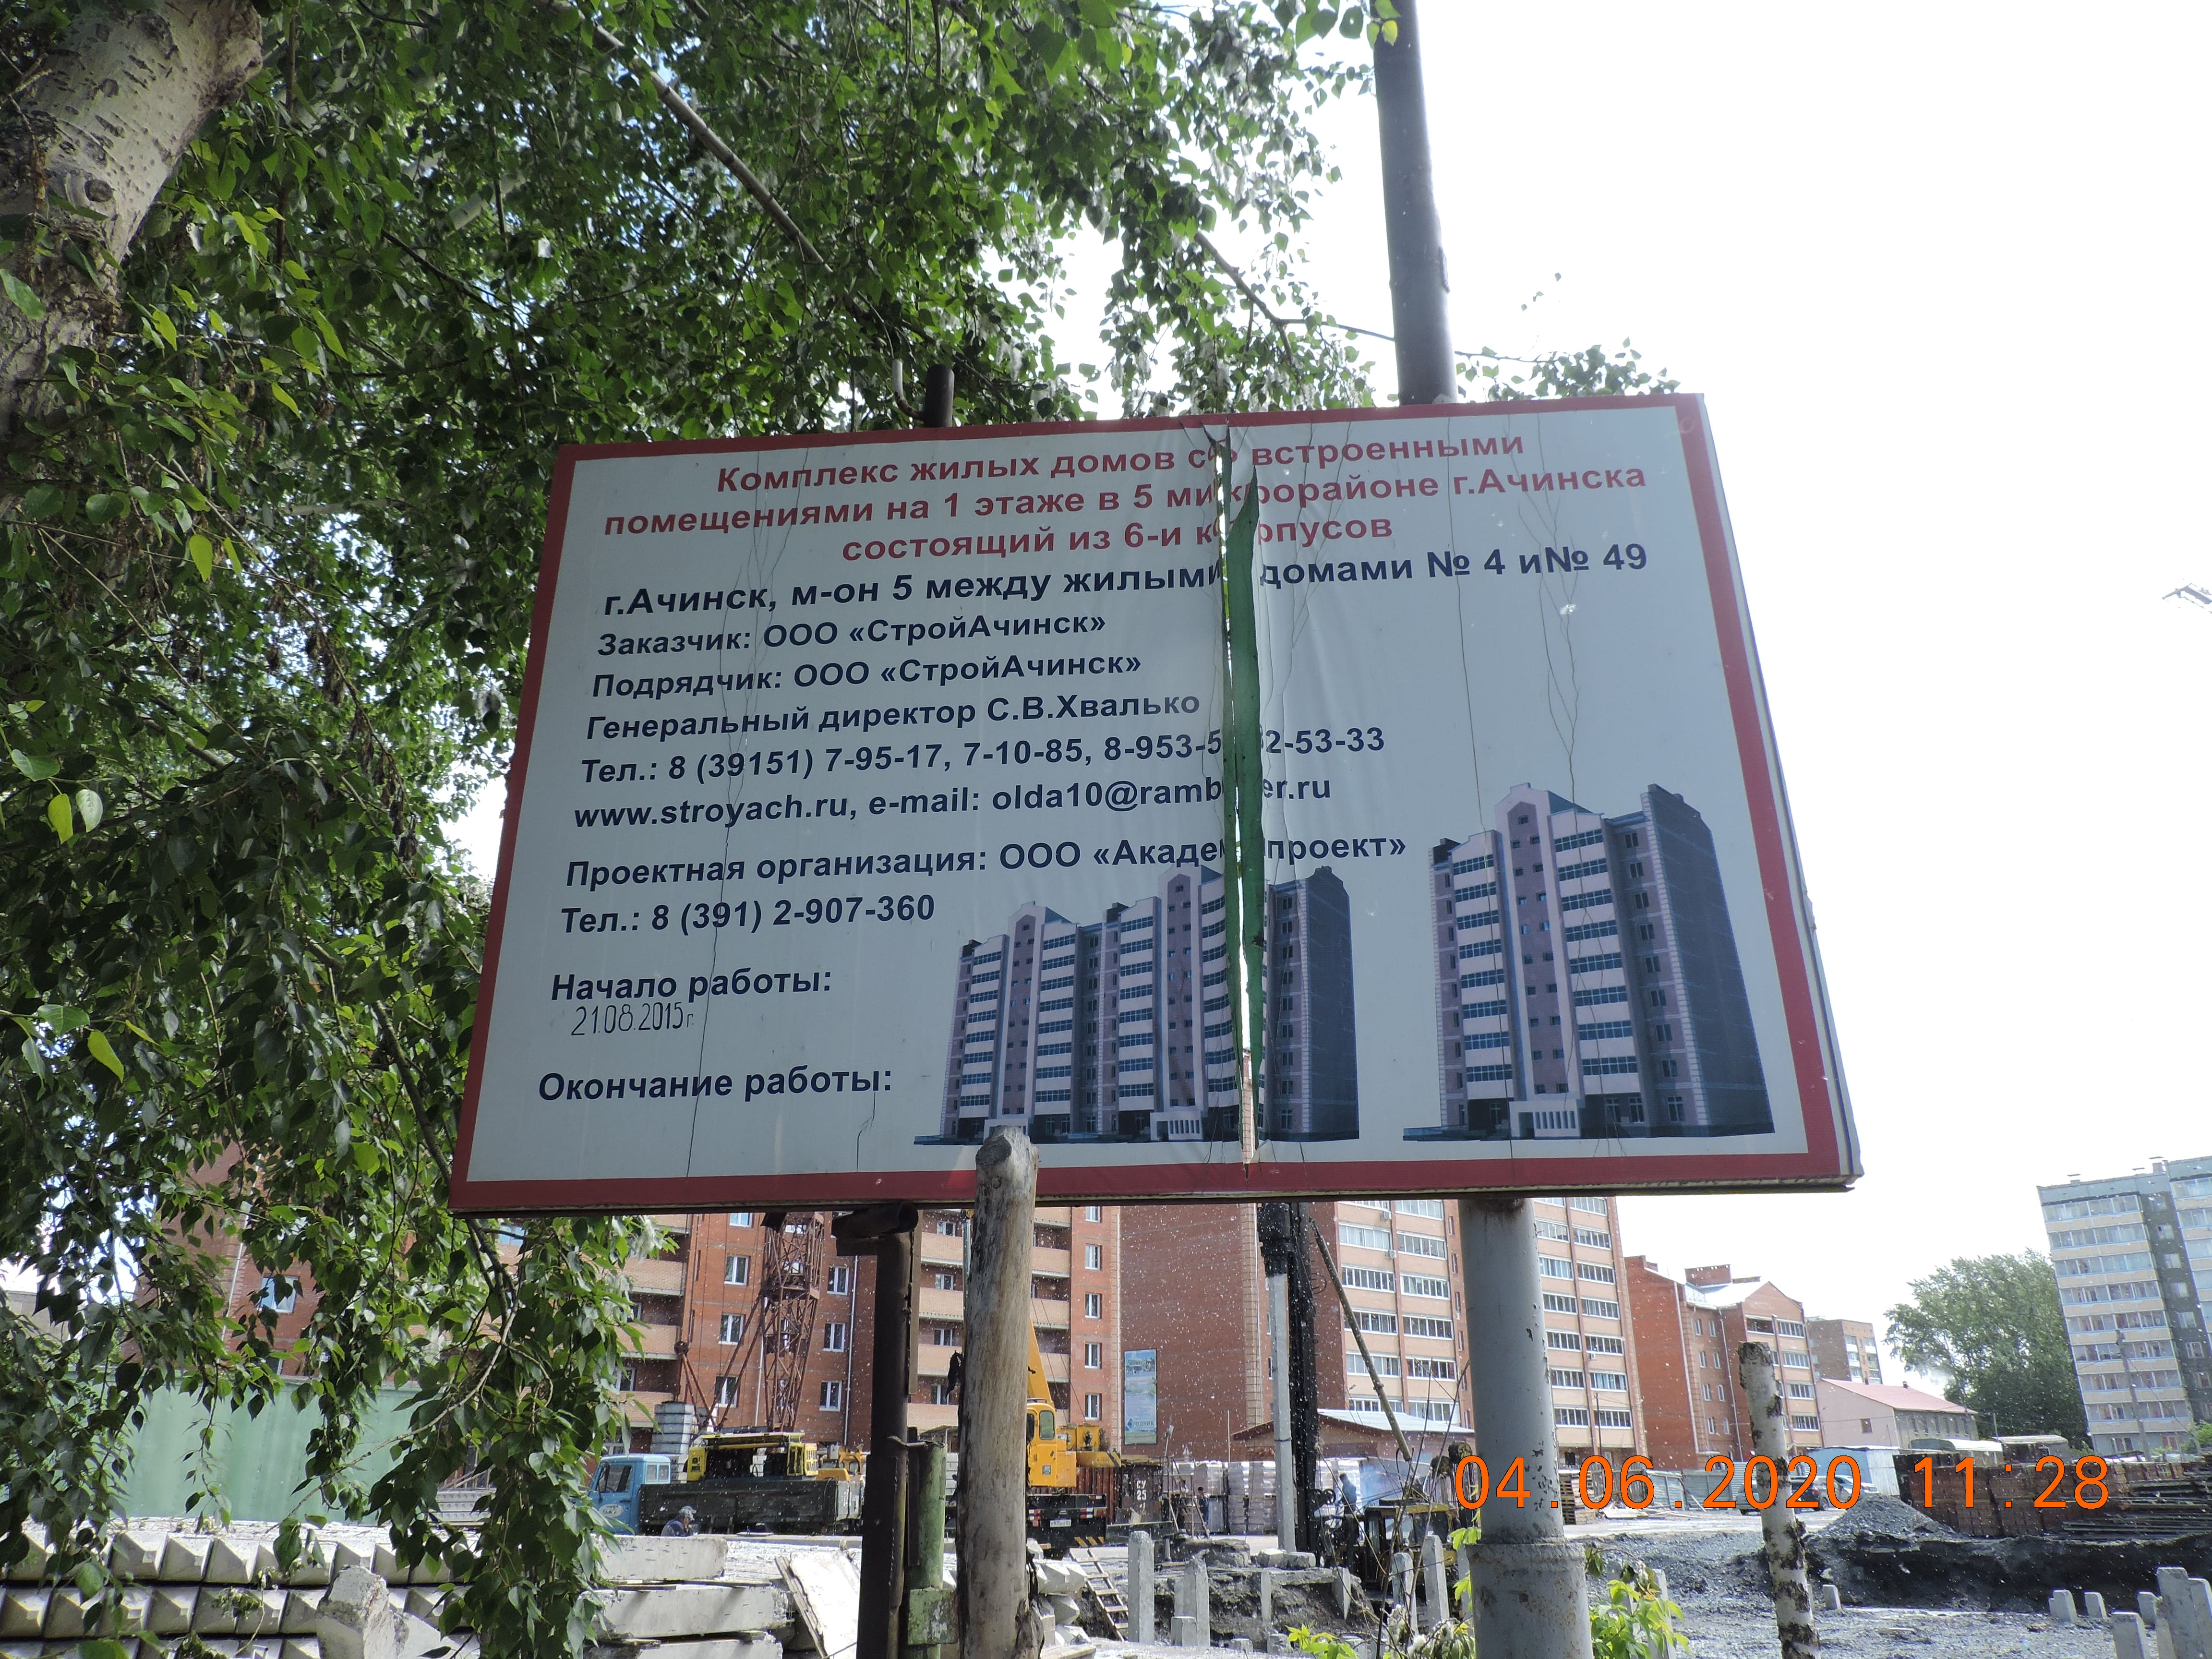 Комплекс жилых домов со встроенными
помещениями на 1 этаже в 5 микрорайоне г.Ачинска
состоящий из 6-и корпусов
г.Ачинск, м-он 5 между жилыми домами № 4 и№ 49
Заказчик: ООО «СтройАчинск»
Подрядчик: ООО «СтройАчинск»
Генеральный директор С.В.Хвалько
Тел.: 8 (39151) 7-95-17, 7-10-85, 8-953-5 2-53-33
www.stroyach.ru, e-mail: olda10@rambler.ru
Проектная организация: ООО «Академпроект»
Тел.: 8 (391) 2-907-360
Начало работы:
21.08.2015г.
Окончание работы:
04.06.2020 11:28